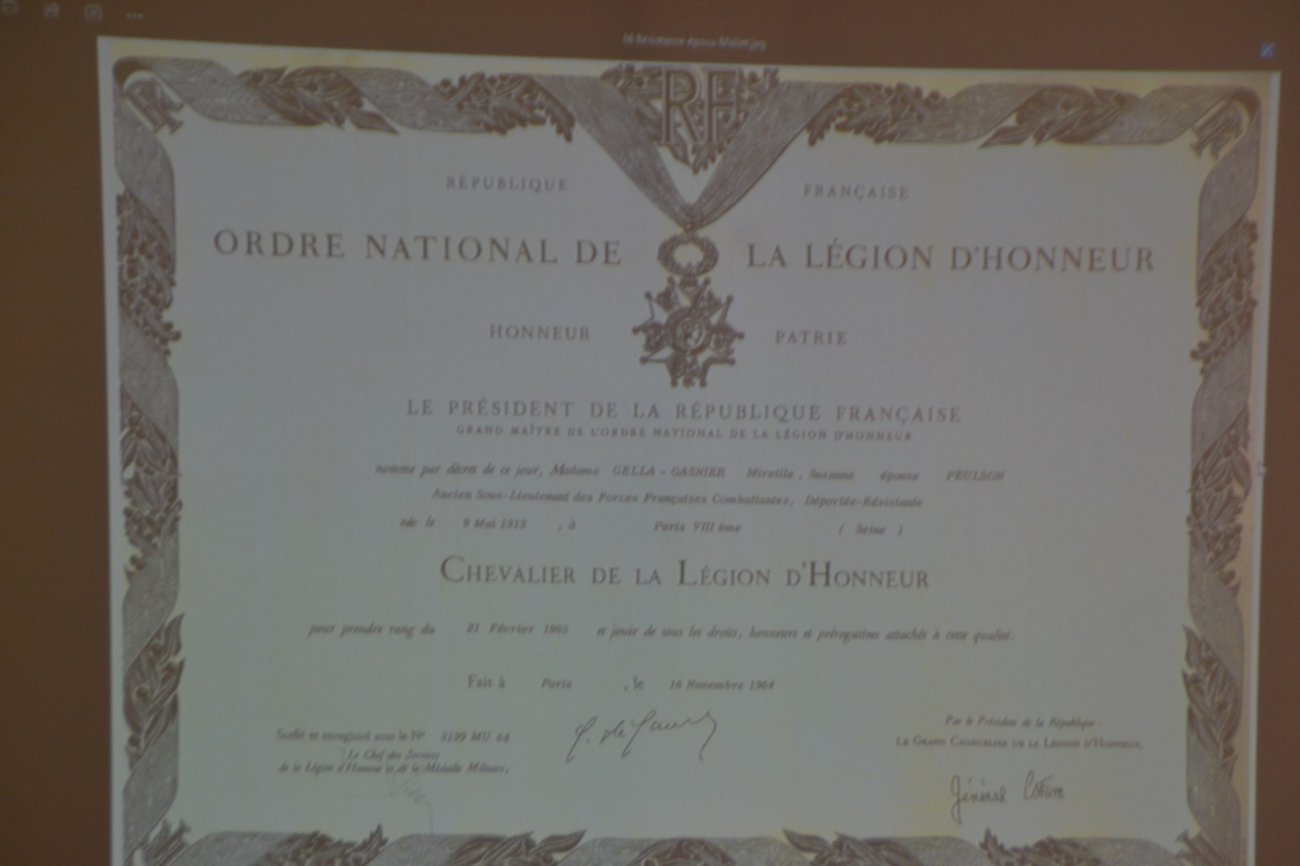 RF
RÉPUBLIQUE FRANÇAISE
ORDRE NATIONAL DE LA LÉGION D'HONNEUR
HONNEUR PATRIE
LE PRÉSIDENT DE LA RÉPUBLIQUE FRANÇAISE
GRAND MAÎTRE DE L'ORDRE NATIONAL DE LA LÉGION D'HONNEUR
nomme par décret de ce jour, Madame GELLA - GASNIER Mireille, Suzanne épouse PEULSON
Ancien Sous-Lieutenant des Forces Françaises Combattantes, Déportée-Résistante
née le 9 Mai 1913 , à Paris VIII ème ( Seine )
CHEVALIER DE LA LÉGION D'HONNEUR
pour prendre rang du 21 Février 1965 et jouir de tous les droits, honneurs et prérogatives attachés à cette qualité.
Fait à Paris , le 16 Novembre 1964
Scellé et enregistré sous le N° 3199 MU 64
Le Chef des Services
de la Légion d'Honneur et de la Médaille Militaire,
Par le Président de la République :
LE GRAND CHANCELIER DE LA LÉGION D'HONNEUR,
Général